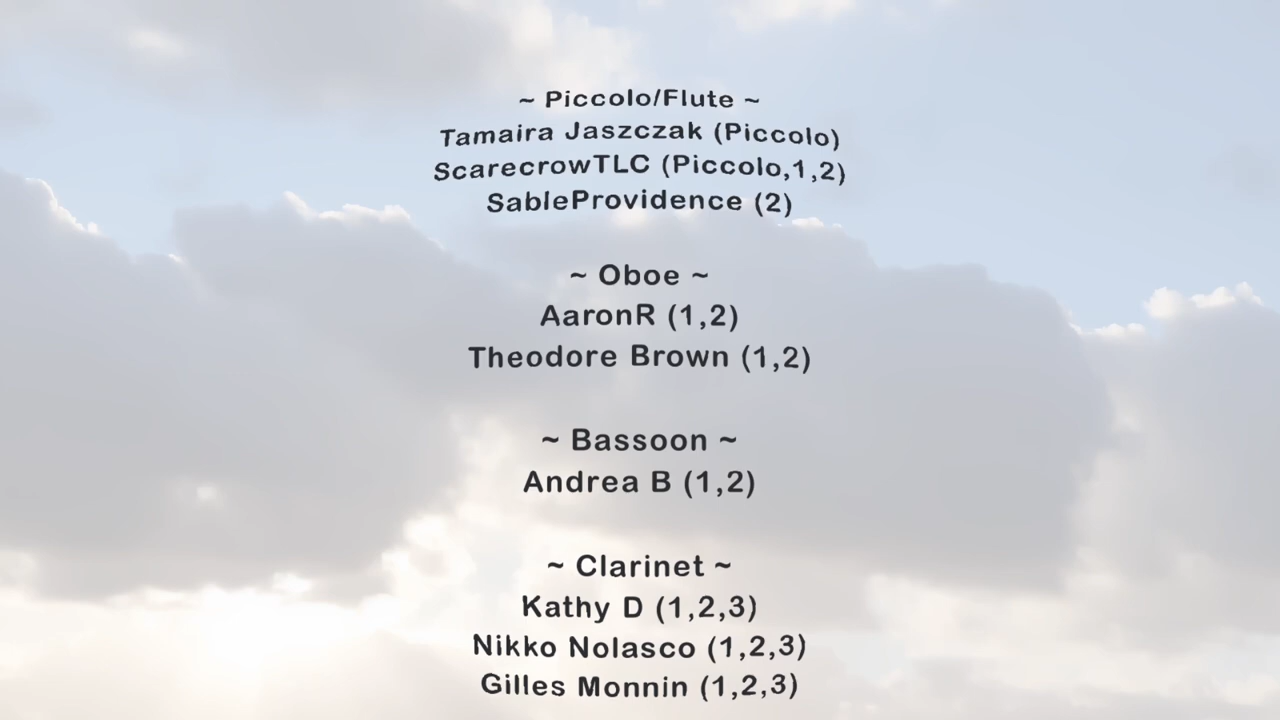 ~ Piccolo/Flute ~
Tamaira Jaszczak (Piccolo)
ScarecrowTLC (Piccolo,1,2)
SableProvidence (2)
~ Oboe ~
AaronR (1,2)
Theodore Brown (1,2)
~ Bassoon ~
Andrea B (1,2)
~ Clarinet ~
Kathy D (1,2,3)
Nikko Nolasco (1,2,3)
Gilles Monnin (1,2,3)